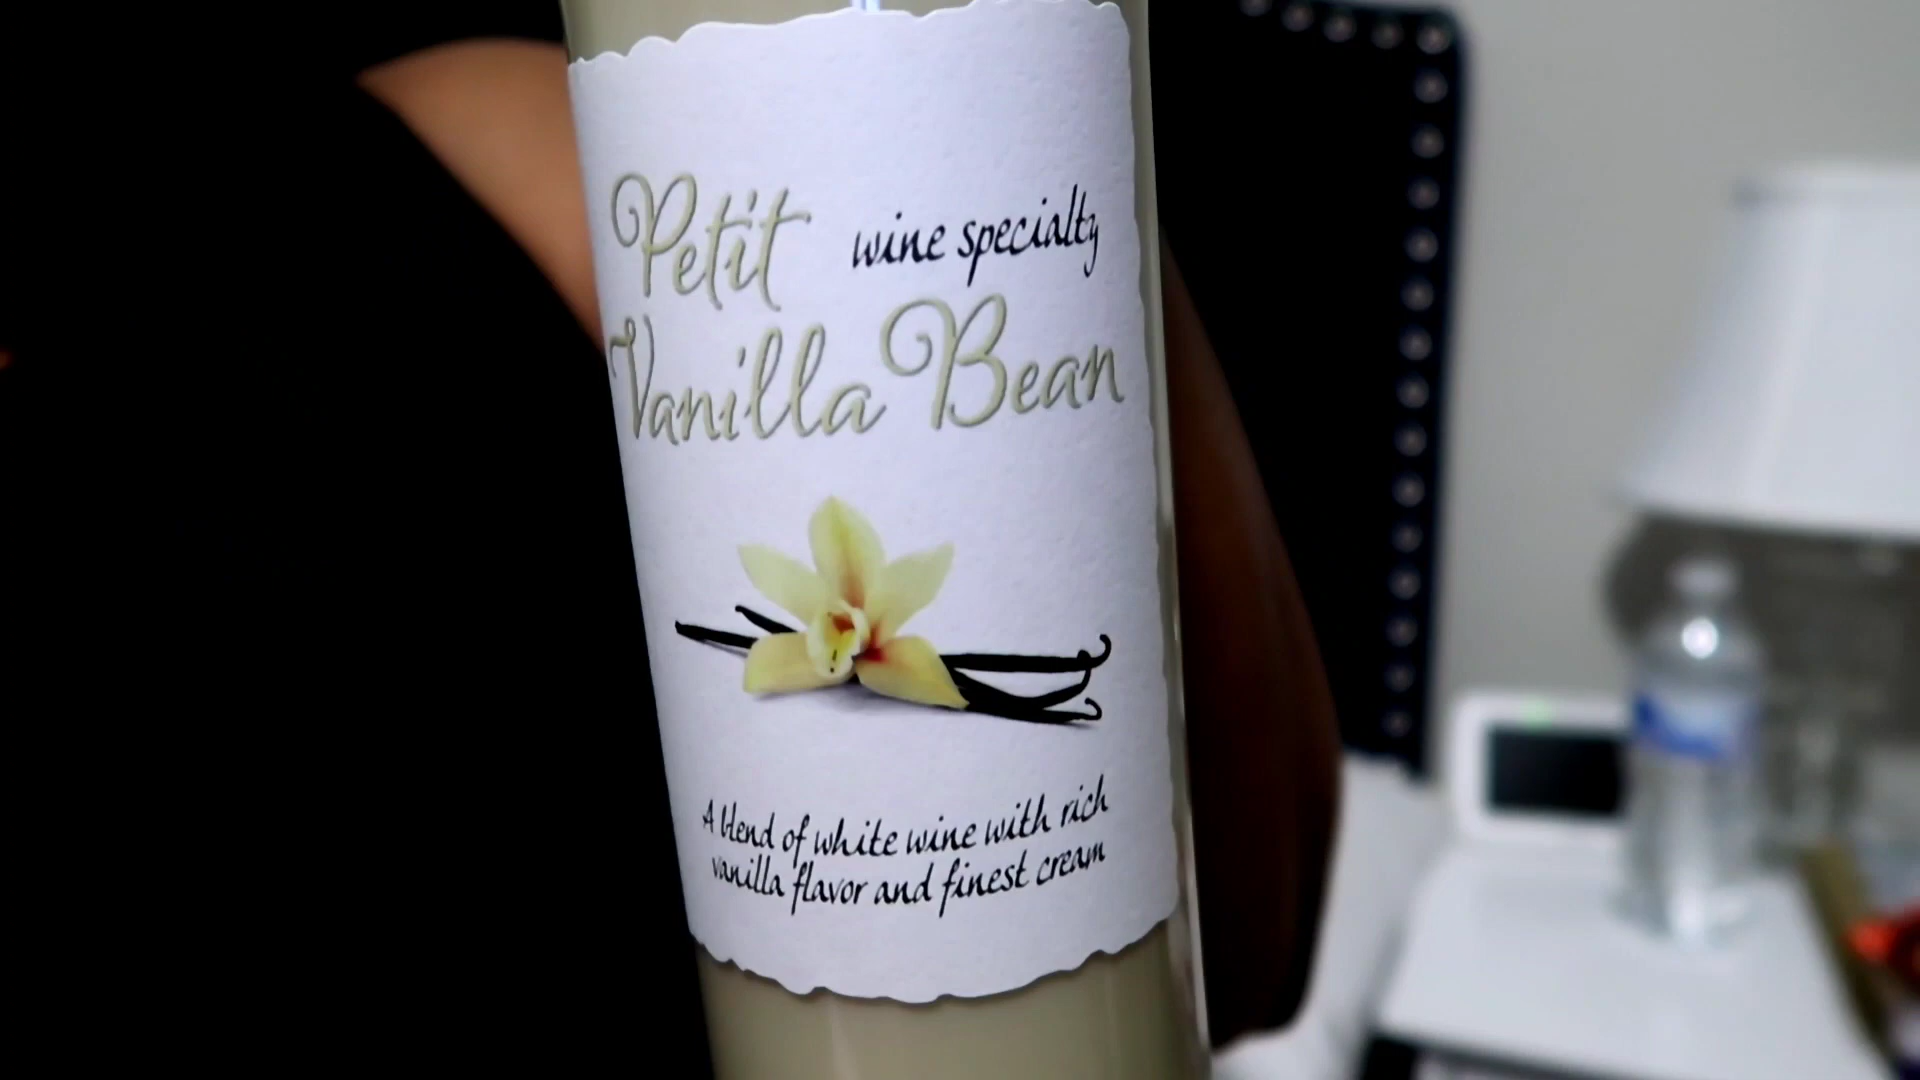 Petit wine specialty
Vanilla Bean
A blend of white wine with rich
vanilla flavor and finest cream